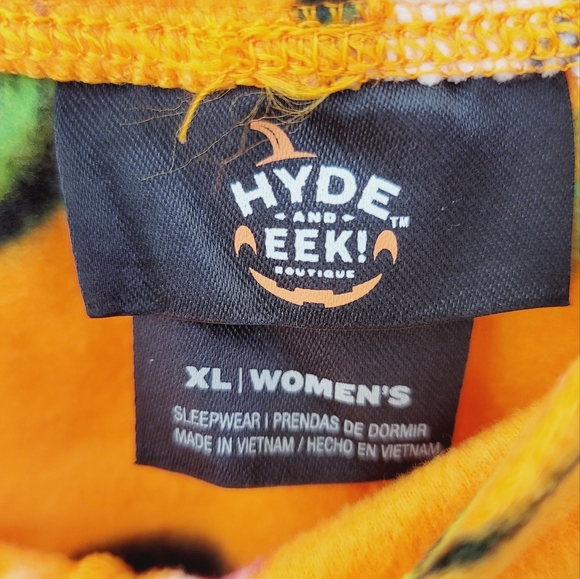 HYDE
AND
EEK!
BOUTIQUE
TM
XL | WOMEN'S
SLEEPWEAR | PRENDAS DE DORMIR
MADE IN VIETNAM / HECHO EN VIETNAM